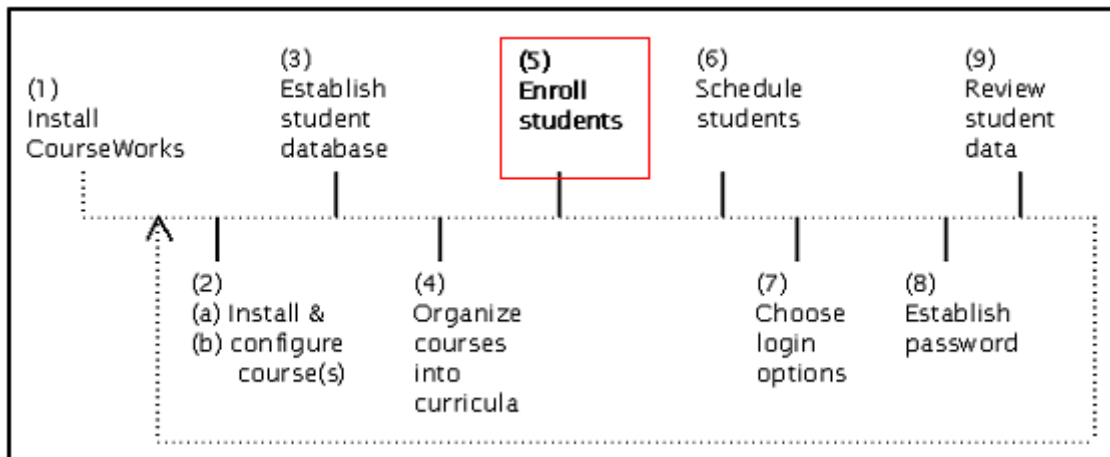 (1)
Install
CourseWorks
(2)
(a) Install &
(b) configure
course(s)
(3)
Establish
student
database
(4)
Organize
courses
into
curricula
(5)
Enroll
students
(6)
Schedule
students
(7)
Choose
login
options
(8)
Establish
password
(9)
Review
student
data